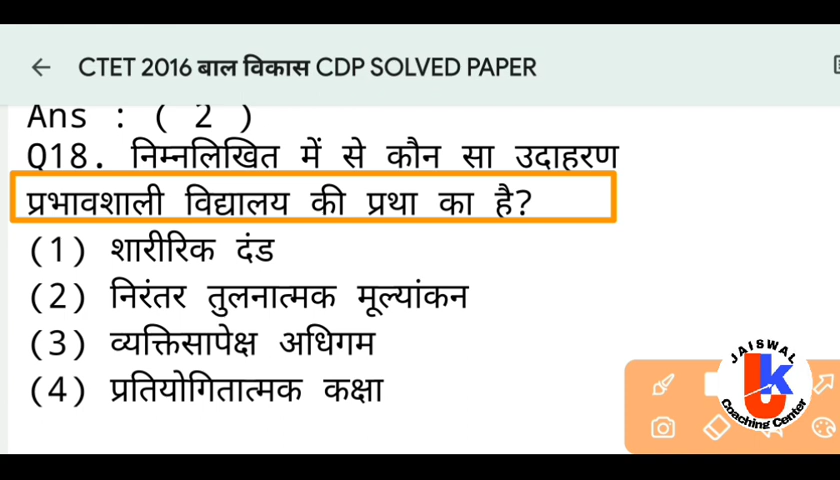 CTET 2016 बाल विकास CDP SOLVED PAPER
Ans : ( 2 )
Q18. निम्नलिखित में से कौन सा उदाहरण
प्रभावशाली विद्यालय की प्रथा का है?
(1) शारीरिक दंड
(2) निरंतर तुलनात्मक मूल्यांकन
(3) व्यक्तिसापेक्ष अधिगम
(4) प्रतियोगितात्मक कक्षा
JAISWAL
UK
Coaching Center